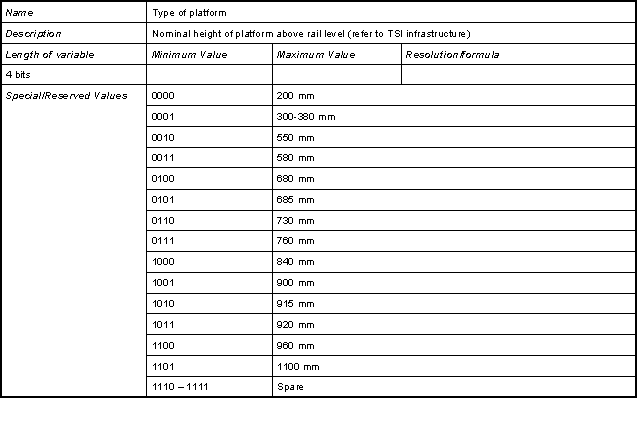 Name Type of platform
Description Nominal height of platform above rail level (refer to TSI infrastructure)
Length of variable Minimum Value Maximum Value Resolution/formula
4 bits
Special/Reserved Values 0000 200 mm
0001 300-380 mm
0010 550 mm
0011 580 mm
0100 680 mm
0101 685 mm
0110 730 mm
0111 760 mm
1000 840 mm
1001 900 mm
1010 915 mm
1011 920 mm
1100 960 mm
1101 1100 mm
1110 – 1111 Spare